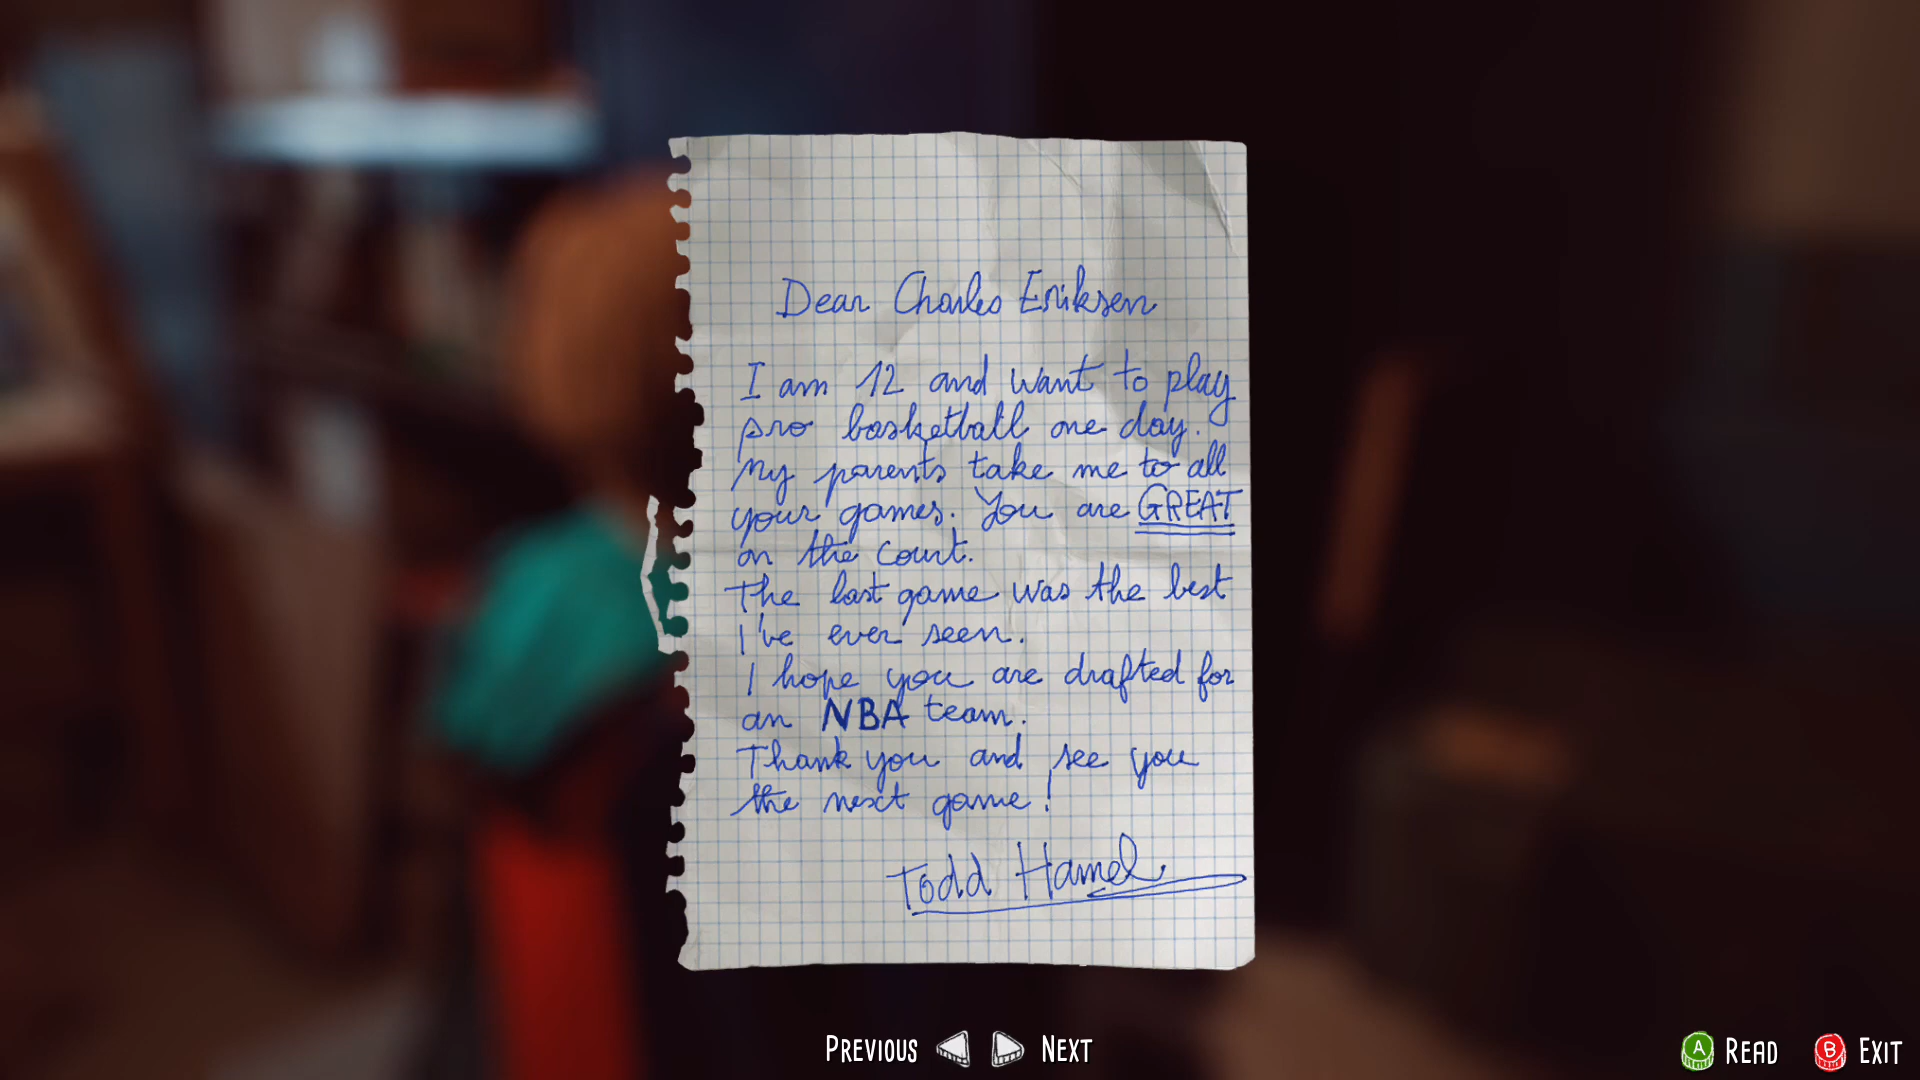 Dear Charles Eriksen
I am 12 and want to play
pro basketball one day.
My parents take me to all
your games. You are GREAT
on the court.
The last game was the best
I've ever seen.
I hope you are drafted for
an NBA team.
Thank you and see you
the next game!
Todd Hamel
PREVIOUS NEXT
A READ B EXIT